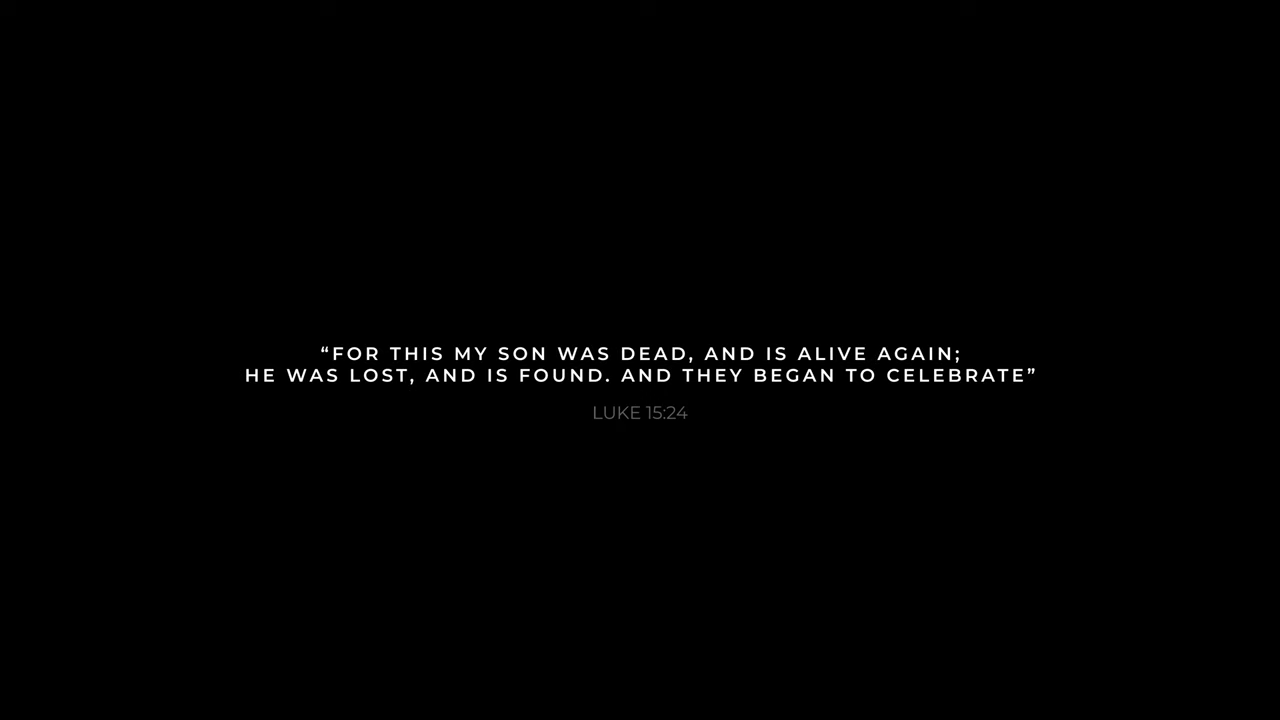 “FOR THIS MY SON WAS DEAD, AND IS ALIVE AGAIN;
HE WAS LOST, AND IS FOUND. AND THEY BEGAN TO CELEBRATE”
LUKE 15:24